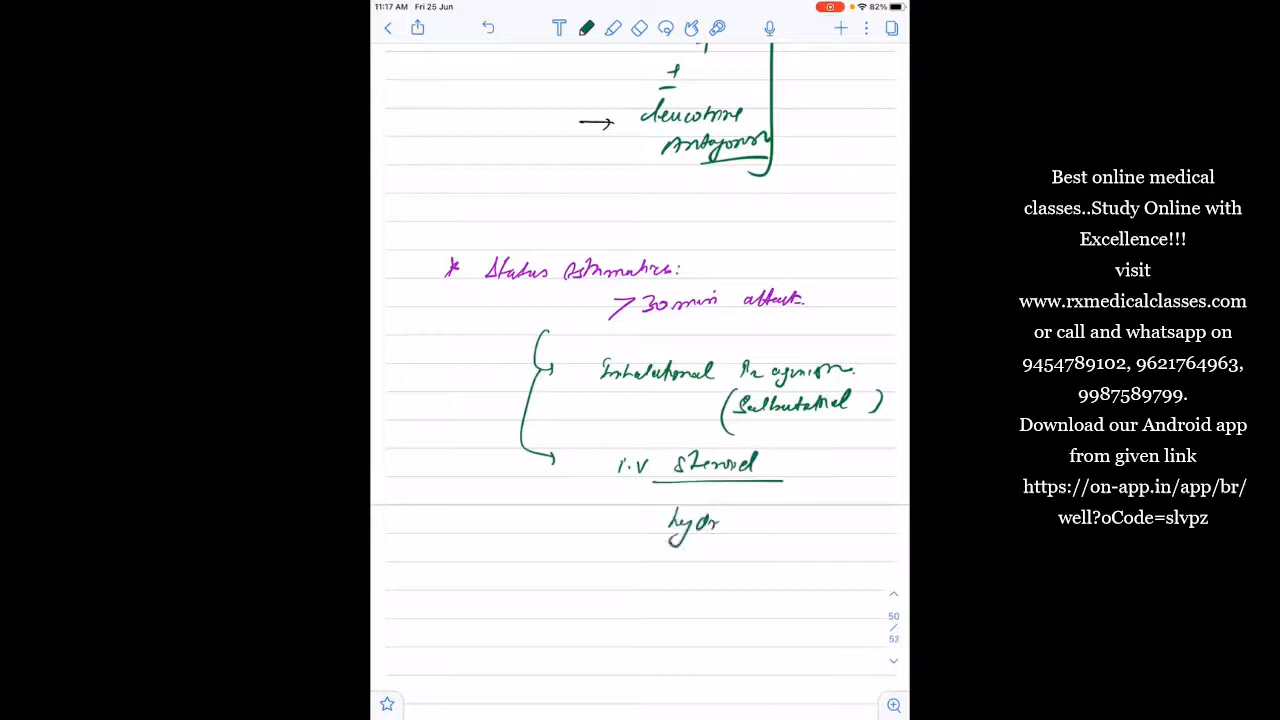 11:17 AM Fri 25 Jun
82%
+
Leucotrine
Antagonist
* Status Asthmaticus:
> 30 min attack.
Inhalational β2 agonism.
(Salbutamol)
i.v steroid
hydr
50
/
52
Best online medical
classes..Study Online with
Excellence!!!
visit
www.rxmedicalclasses.com
or call and whatsapp on
9454789102, 9621764963,
9987589799.
Download our Android app
from given link
https://on-app.in/app/br/
well?oCode=slvpz